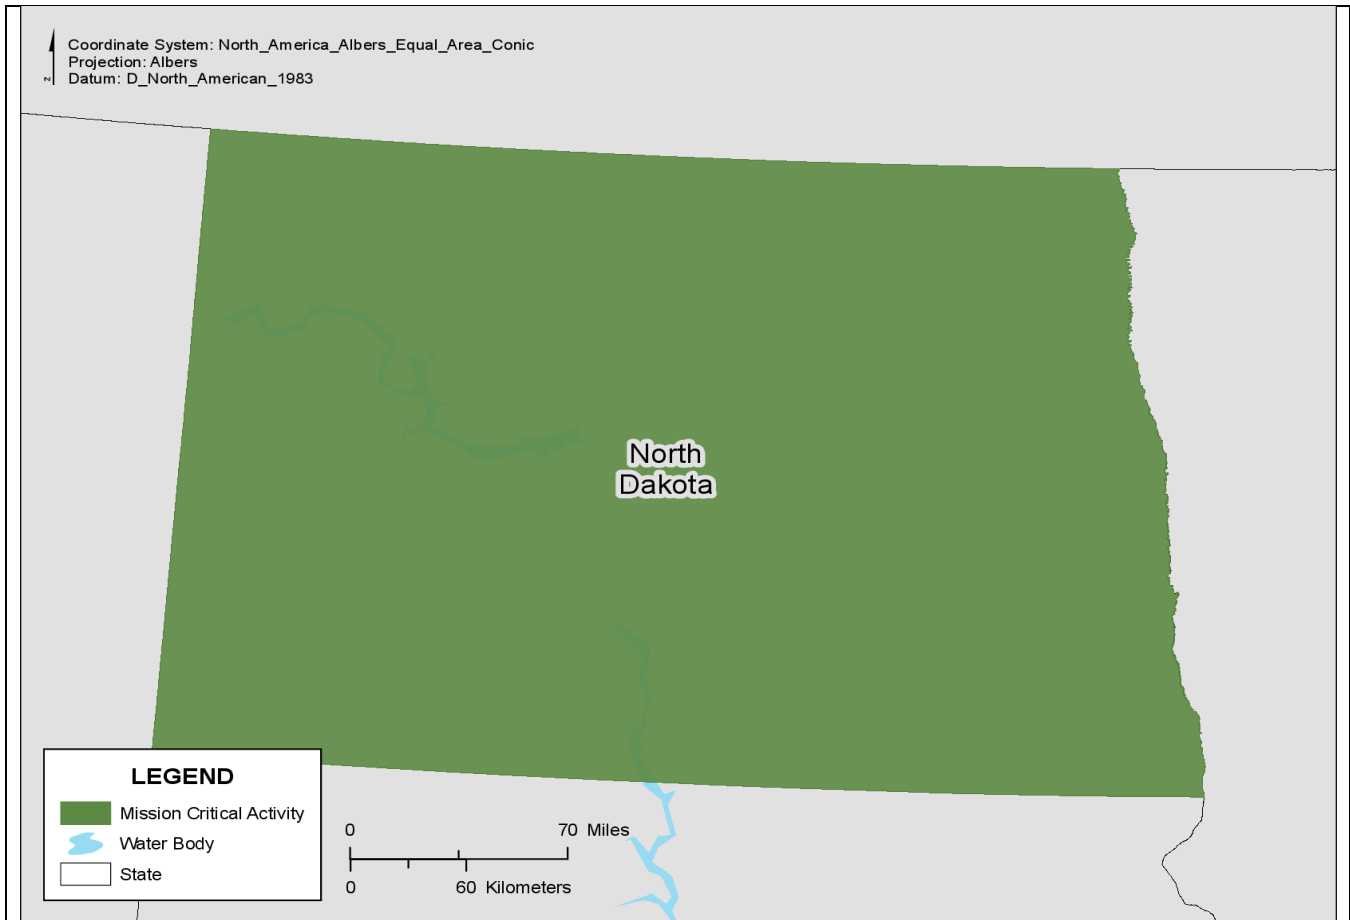 Coordinate System: North_America_Albers_Equal_Area_Conic
Projection: Albers
Datum: D_North_American_1983
N
North
Dakota
LEGEND
Mission Critical Activity
Water Body
State
0 70 Miles
0 60 Kilometers